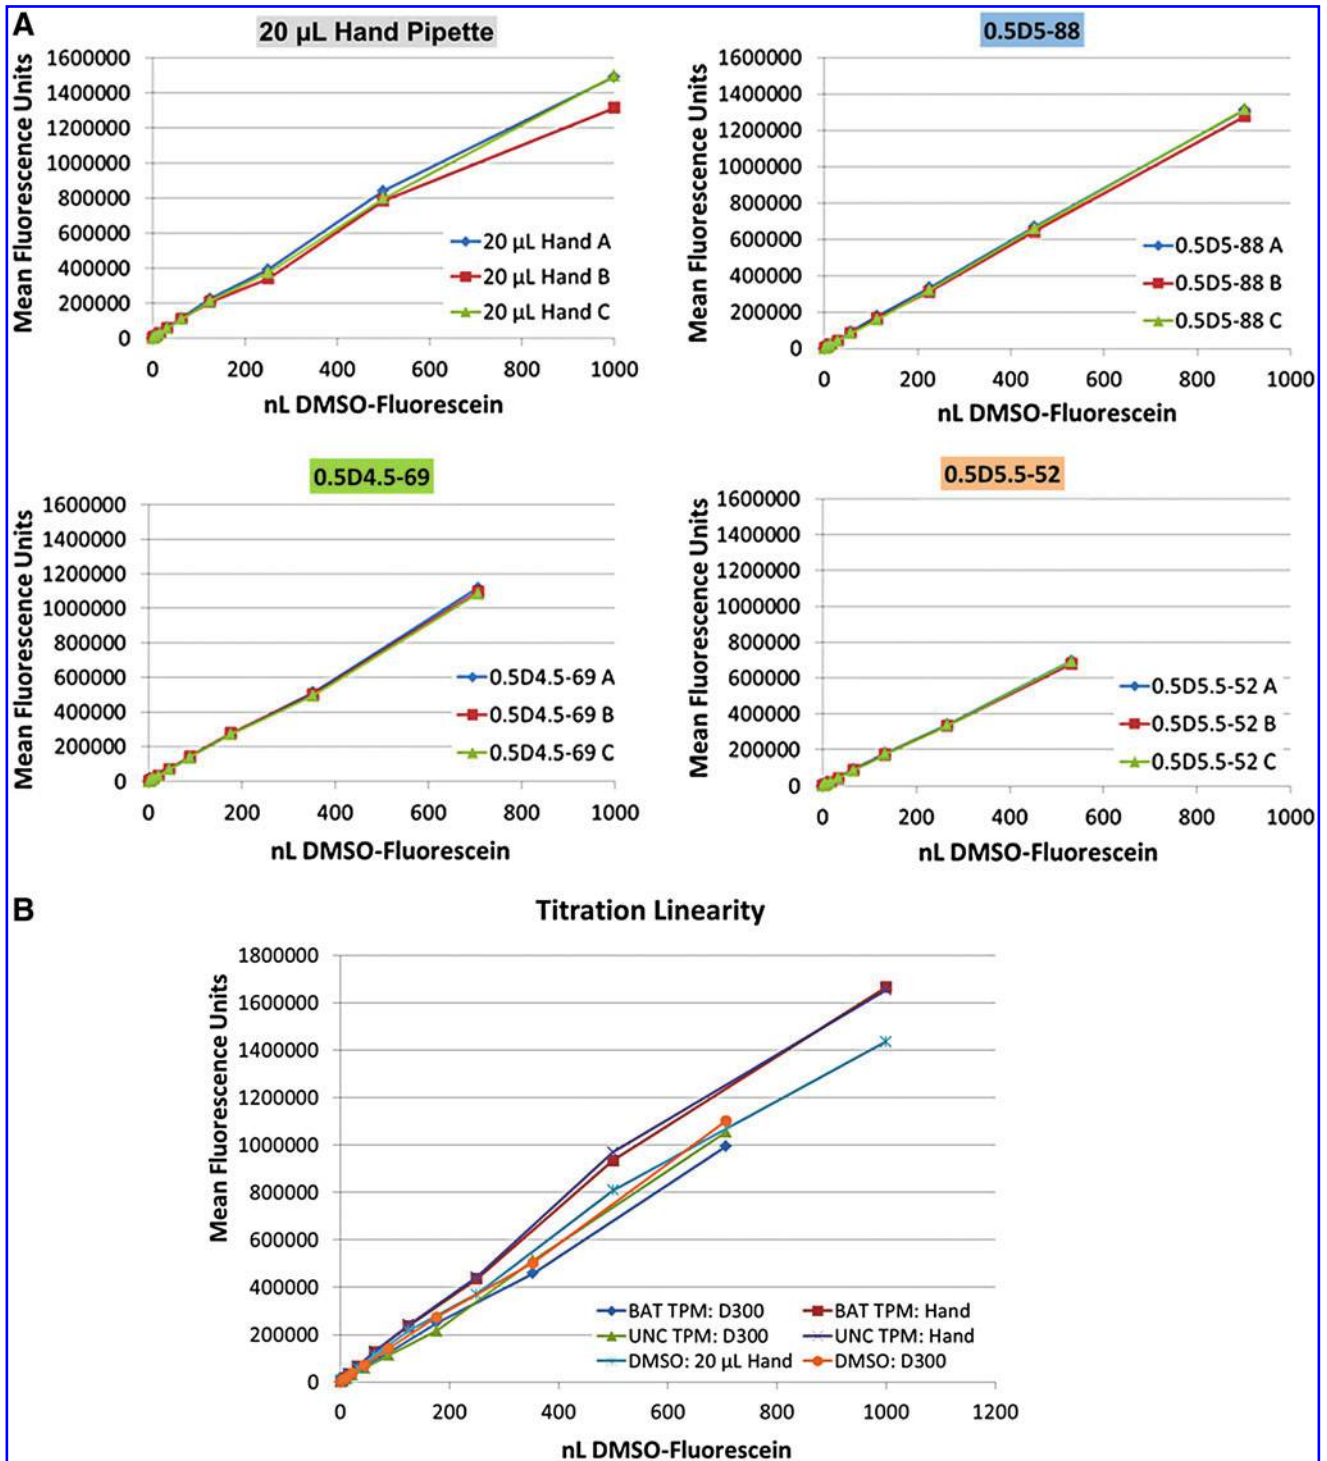 A
20 µL Hand Pipette
Mean Fluorescence Units
1600000
1400000
1200000
1000000
800000
600000
400000
200000
0
20 µL Hand A
20 µL Hand B
20 µL Hand C
0 200 400 600 800 1000
nL DMSO-Fluorescein
0.5D5-88
Mean Fluorescence Units
1600000
1400000
1200000
1000000
800000
600000
400000
200000
0
0.5D5-88 A
0.5D5-88 B
0.5D5-88 C
0 200 400 600 800 1000
nL DMSO-Fluorescein
0.5D4.5-69
Mean Fluorescence Units
1600000
1400000
1200000
1000000
800000
600000
400000
200000
0
0.5D4.5-69 A
0.5D4.5-69 B
0.5D4.5-69 C
0 200 400 600 800 1000
nL DMSO-Fluorescein
0.5D5.5-52
Mean Fluorescence Units
1600000
1400000
1200000
1000000
800000
600000
400000
200000
0
0.5D5.5-52 A
0.5D5.5-52 B
0.5D5.5-52 C
0 200 400 600 800 1000
nL DMSO-Fluorescein
B
Titration Linearity
Mean Fluorescence Units
1800000
1600000
1400000
1200000
1000000
800000
600000
400000
200000
0
BAT TPM: D300 BAT TPM: Hand
UNC TPM: D300 UNC TPM: Hand
DMSO: 20 µL Hand DMSO: D300
0 200 400 600 800 1000 1200
nL DMSO-Fluorescein